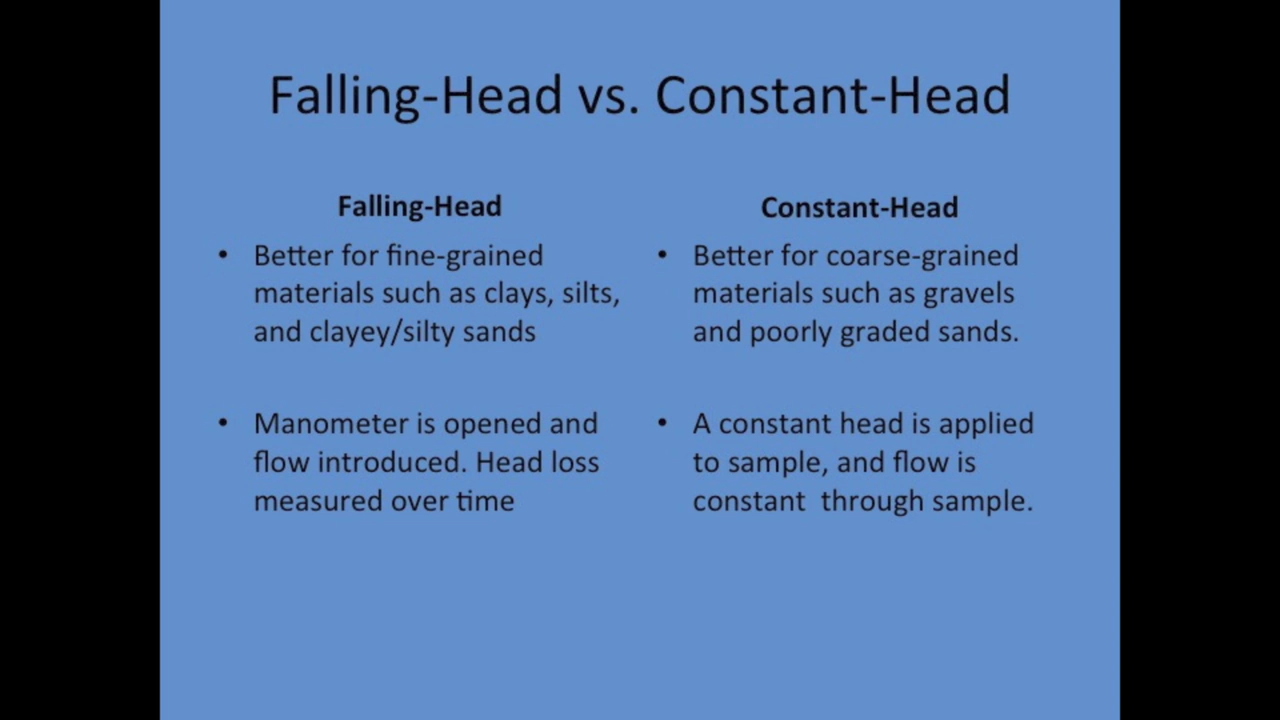 Falling-Head vs. Constant-Head
Falling-Head
• Better for fine-grained
materials such as clays, silts,
and clayey/silty sands
• Manometer is opened and
flow introduced. Head loss
measured over time
Constant-Head
• Better for coarse-grained
materials such as gravels
and poorly graded sands.
• A constant head is applied
to sample, and flow is
constant  through sample.